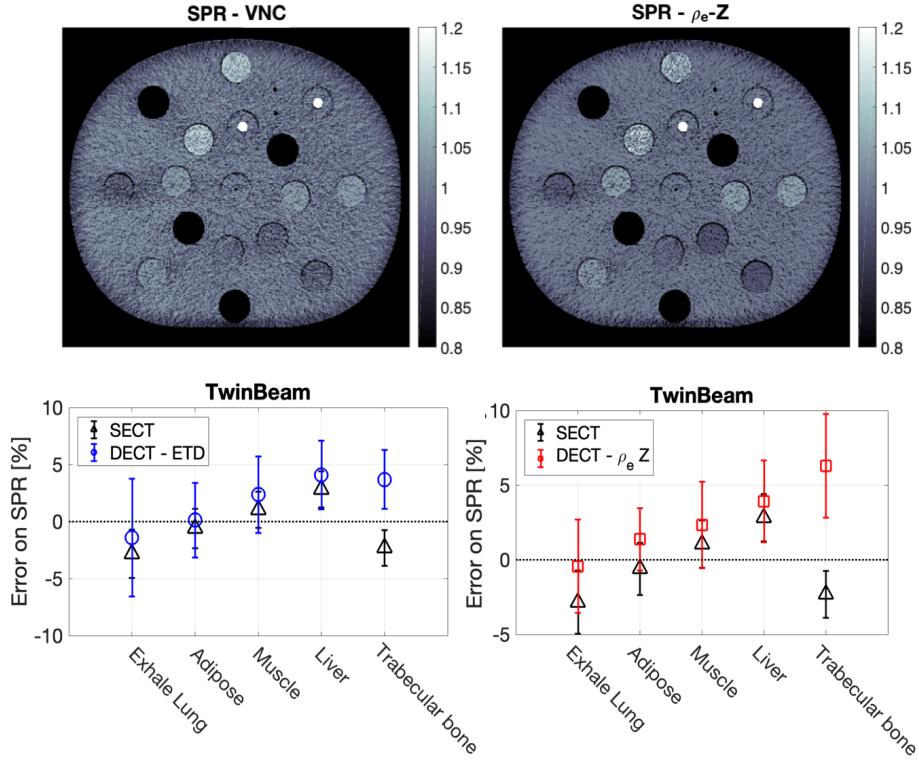 SPR - VNC
1.2
1.15
1.1
1.05
1
0.95
0.9
0.85
0.8
SPR - ρe-Z
1.2
1.15
1.1
1.05
1
0.95
0.9
0.85
0.8
TwinBeam
Error on SPR [%]
10
5
0
-5
-10
SECT
DECT - ETD
Exhale Lung
Adipose
Muscle
Liver
Trabecular bone
TwinBeam
Error on SPR [%]
10
5
0
-5
SECT
DECT - ρe Z
Exhale Lung
Adipose
Muscle
Liver
Trabecular bone